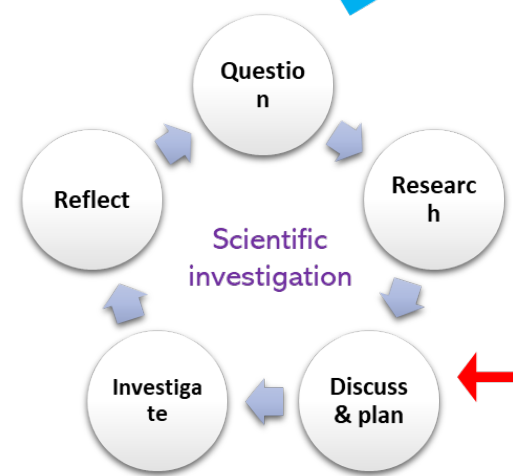 Questio
n
Researc
h
Reflect
Scientific
investigation
Investiga
te
Discuss
& plan